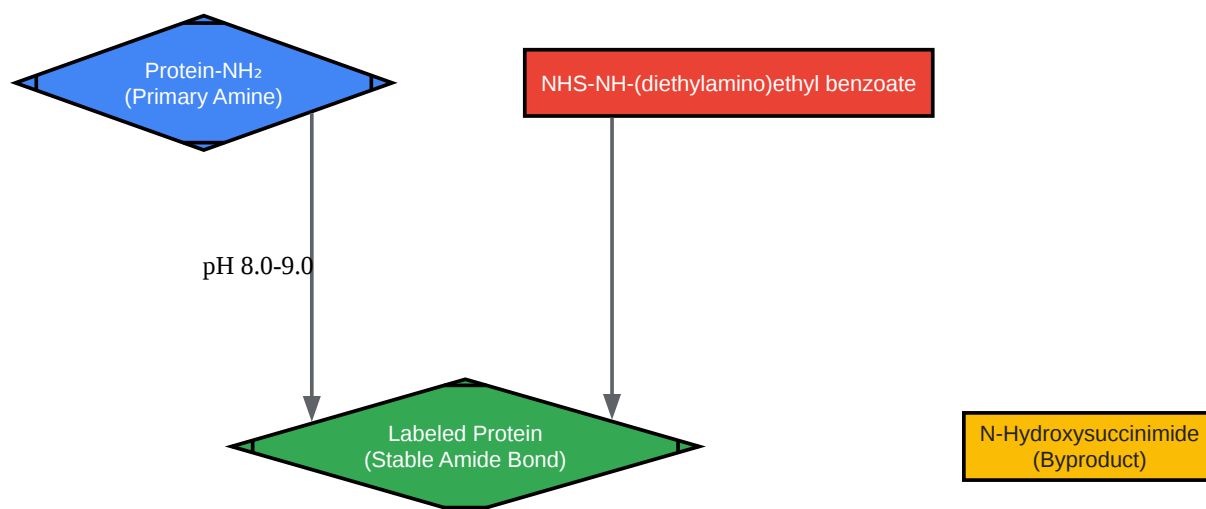 Protein-NH₂
(Primary Amine)
NHS-NH-(diethylamino)ethyl benzoate
pH 8.0-9.0
Labeled Protein
(Stable Amide Bond)
N-Hydroxysuccinimide
(Byproduct)